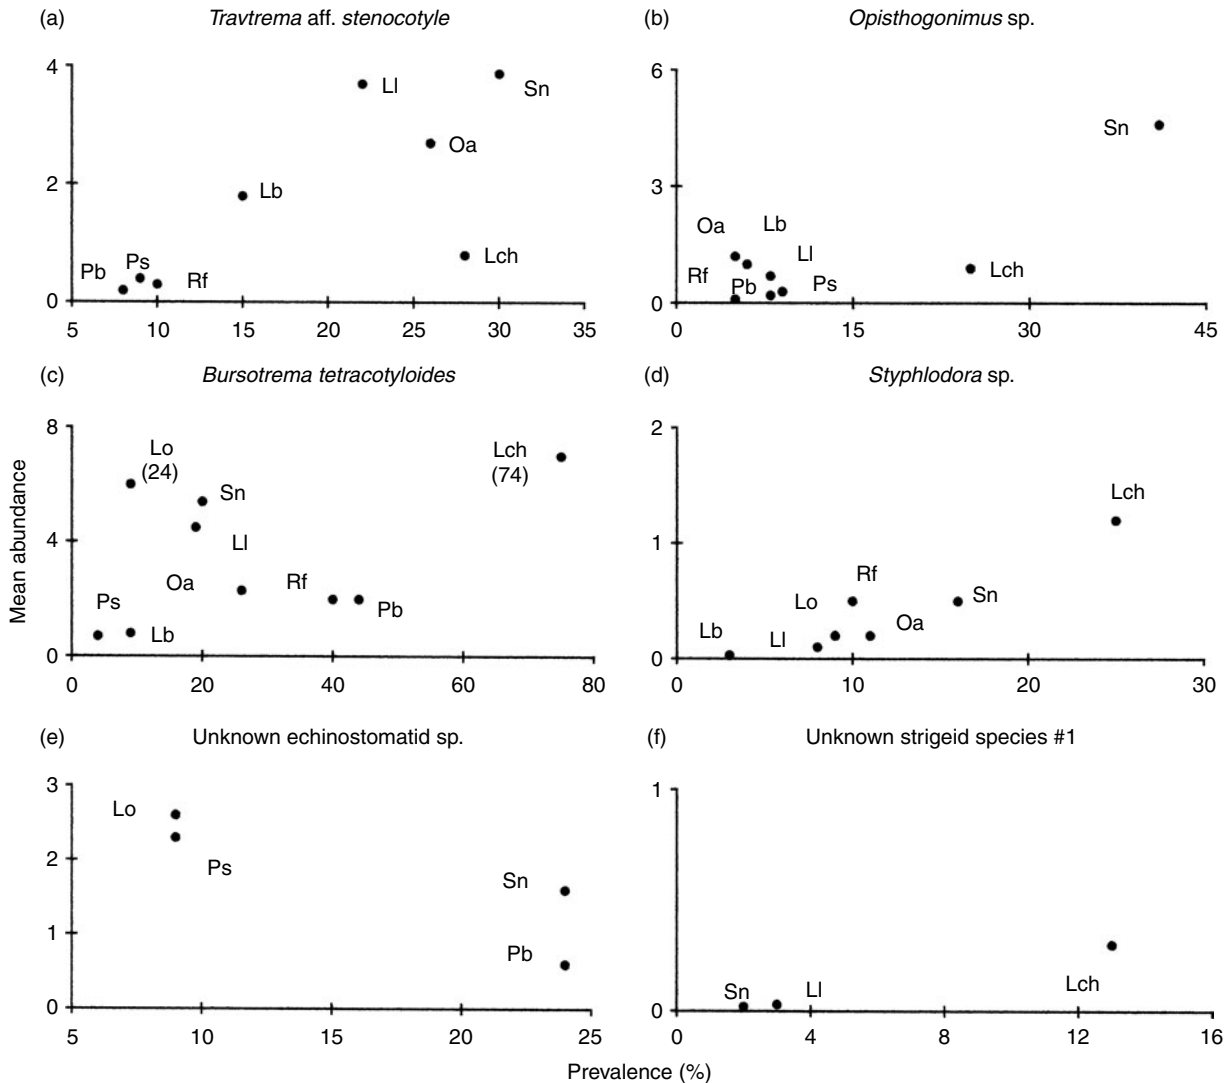 (a) Travtrema aff. stenocotyle
4
2
0
Ll
Sn
Oa
Lb
Lch
Pb
Ps
Rf
5 10 15 20 25 30 35
(b) Opisthogonimus sp.
6
3
0
Sn
Oa
Lb
Ll
Lch
Rf
Pb
Ps
0 15 30 45
(c) Bursotrema tetracotyloides
8
4
0
Lo
(24)
Lch
(74)
Sn
Ll
Oa
Rf
Pb
Ps
Lb
0 20 40 60 80
(d) Styphlodora sp.
2
1
0
Lch
Rf
Lo
Sn
Oa
Lb
Ll
0 10 20 30
Mean abundance
(e) Unknown echinostomatid sp.
3
2
1
0
Lo
Ps
Sn
Pb
5 10 15 20 25
(f) Unknown strigeid species #1
1
0
Sn
Ll
Lch
0 4 8 12 16
Prevalence (%)